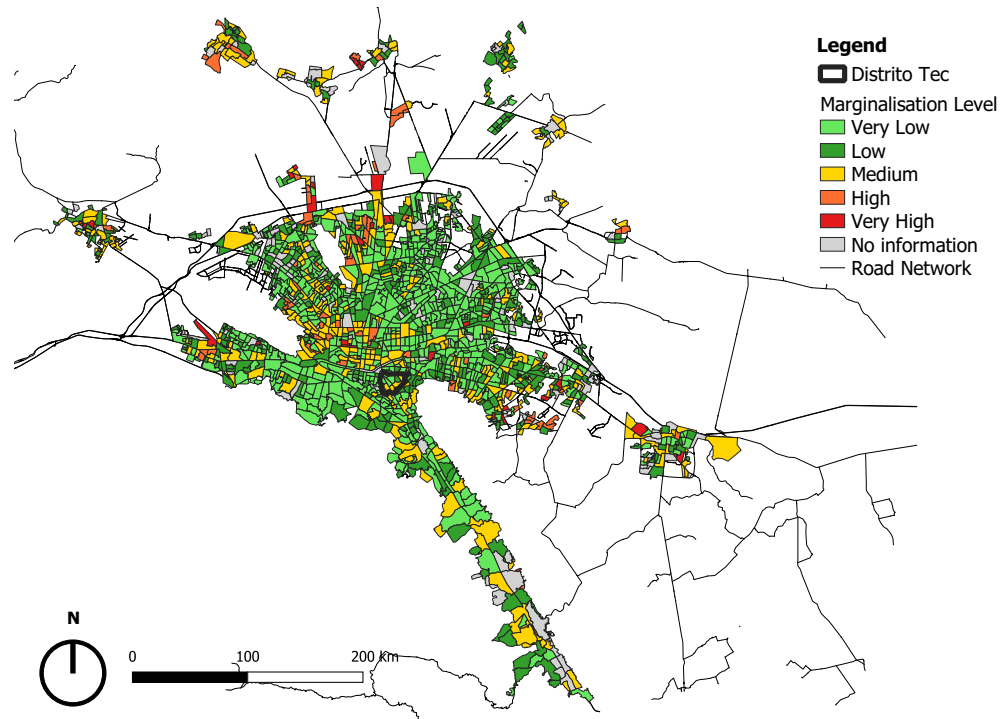 Legend
Distrito Tec
Marginalisation Level
Very Low
Low
Medium
High
Very High
No information
Road Network
N
0 100 200 km